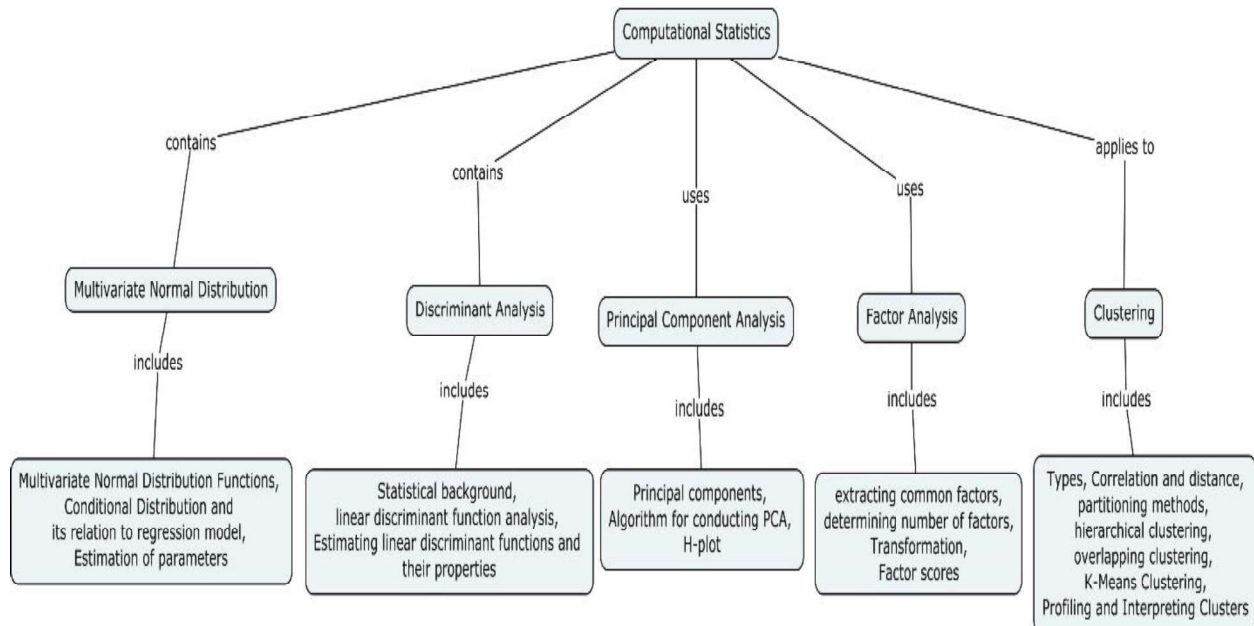 Computational Statistics
contains
contains
uses
uses
applies to
Multivariate Normal Distribution
Discriminant Analysis
Principal Component Analysis
Factor Analysis
Clustering
includes
includes
includes
includes
includes
Multivariate Normal Distribution Functions,
Conditional Distribution and
its relation to regression model,
Estimation of parameters
Statistical background,
linear discriminant function analysis,
Estimating linear discriminant functions and
their properties
Principal components,
Algorithm for conducting PCA,
H-plot
extracting common factors,
determining number of factors,
Transformation,
Factor scores
Types, Correlation and distance,
partitioning methods,
hierarchical clustering,
overlapping clustering,
K-Means Clustering,
Profiling and Interpreting Clusters